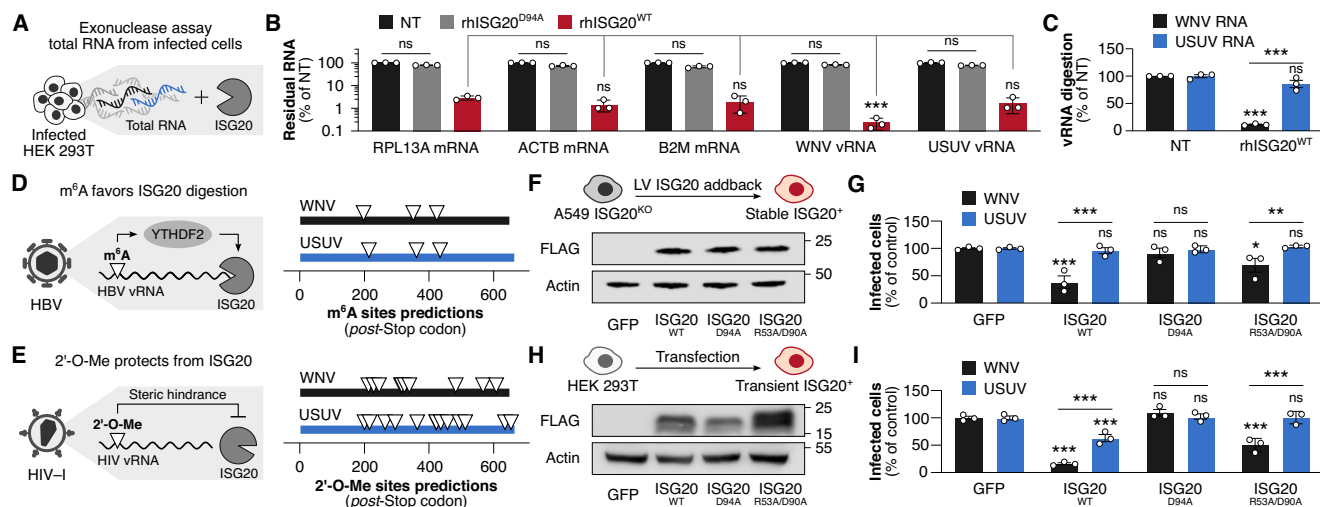 A
Exonuclease assay
total RNA from infected cells
Infected
HEK 293T
Total RNA
+
ISG20
B
NT
rhISG20D94A
rhISG20WT
Residual RNA
(% of NT)
100
10
1
0.1
ns
ns
ns
ns
ns
ns
ns
***
ns
RPL13A mRNA
ACTB mRNA
B2M mRNA
WNV vRNA
USUV vRNA
C
WNV RNA
USUV RNA
vRNA digestion
(% of NT)
150
100
50
0
***
ns
***
NT
rhISG20WT
D
m6A favors ISG20 digestion
YTHDF2
m6A
HBV vRNA
HBV
ISG20
WNV
USUV
0
200
400
600
m6A sites predictions
(post-Stop codon)
E
2'-O-Me protects from ISG20
Steric hindrance
2'-O-Me
HIV vRNA
HIV–I
ISG20
WNV
USUV
0
200
400
600
2'-O-Me sites predictions
(post-Stop codon)
F
LV ISG20 addback
A549 ISG20KO
Stable ISG20+
FLAG
25
Actin
50
GFP
ISG20
WT
ISG20
D94A
ISG20
R53A/D90A
G
WNV
USUV
Infected cells
(% of control)
150
100
50
0
***
ns
***
ns
ns
ns
**
*
ns
GFP
ISG20
WT
ISG20
D94A
ISG20
R53A/D90A
H
Transfection
HEK 293T
Transient ISG20+
FLAG
25
15
Actin
55
GFP
ISG20
WT
ISG20
D94A
ISG20
R53A/D90A
I
WNV
USUV
Infected cells
(% of control)
150
100
50
0
***
***
***
ns
ns
ns
***
***
ns
GFP
ISG20
WT
ISG20
D94A
ISG20
R53A/D90A